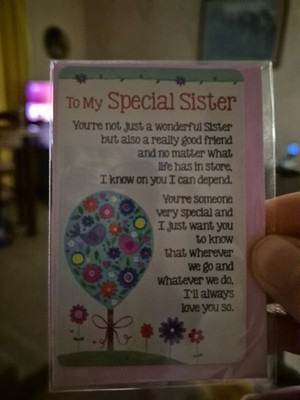 To My Special Sister
You're not just a wonderful Sister
but also a really good friend
and no matter what
life has in store,
I know on you I can depend.
You're someone
very special and
I just want you
to know
that wherever
we go and
whatever we do,
I'll always
love you so.